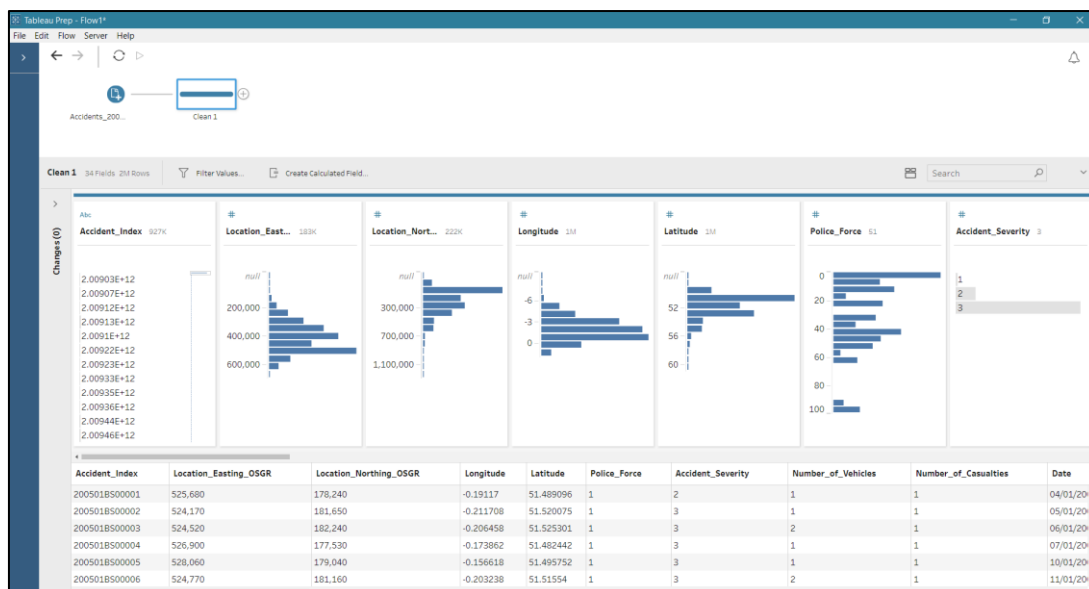 Tableau Prep - Flow1*
File Edit Flow Server Help
Accidents_200... Clean 1
Clean 1 34 Fields 2M Rows Filter Values... Create Calculated Field... Search
Changes (0)
Abc # # # # # #
Accident_Index 927K Location_East... 183K Location_Nort... 222K Longitude 1M Latitude 1M Police_Force 51 Accident_Severity 3
2.00903E+12
2.00907E+12
2.00912E+12
2.00913E+12
2.0091E+12
2.00922E+12
2.00923E+12
2.00933E+12
2.00935E+12
2.00936E+12
2.00944E+12
2.00946E+12
null
200,000
400,000
600,000
null
300,000
700,000
1,100,000
null
-6
-3
0
null
52
56
60
0
20
40
60
80
100
1
2
3
Accident_Index Location_Easting_OSGR Location_Northing_OSGR Longitude Latitude Police_Force Accident_Severity Number_of_Vehicles Number_of_Casualties Date
200501BS00001 525,680 178,240 -0.19117 51.489096 1 2 1 1 04/01/200
200501BS00002 524,170 181,650 -0.211708 51.520075 1 3 1 1 05/01/200
200501BS00003 524,520 182,240 -0.206458 51.525301 1 3 2 1 06/01/200
200501BS00004 526,900 177,530 -0.173862 51.482442 1 3 1 1 07/01/200
200501BS00005 528,060 179,040 -0.156618 51.495752 1 3 1 1 10/01/200
200501BS00006 524,770 181,160 -0.203238 51.51554 1 3 2 1 11/01/200